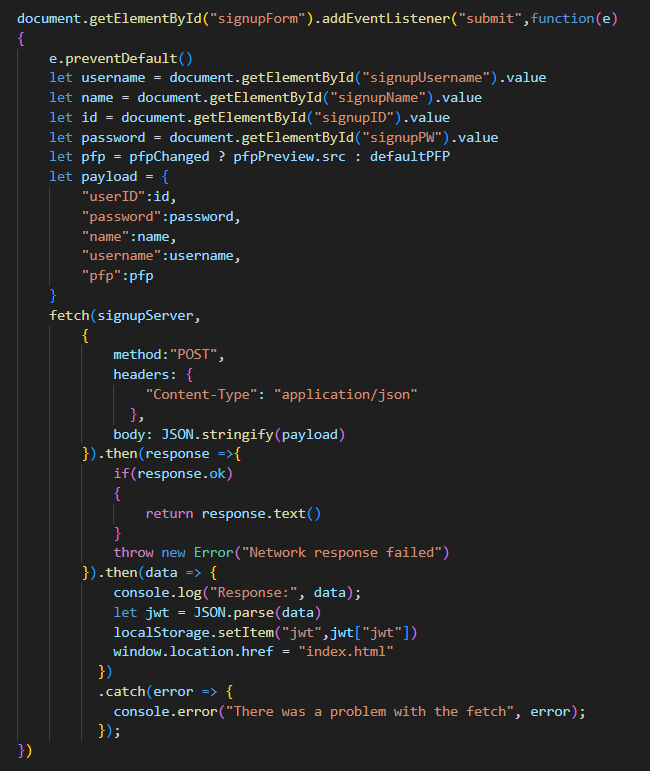 document.getElementById("signupForm").addEventListener("submit",function(e)
{
    e.preventDefault()
    let username = document.getElementById("signupUsername").value
    let name = document.getElementById("signupName").value
    let id = document.getElementById("signupID").value
    let password = document.getElementById("signupPW").value
    let pfp = pfpChanged ? pfpPreview.src : defaultPFP
    let payload = {
        "userID":id,
        "password":password,
        "name":name,
        "username":username,
        "pfp":pfp
    }
    fetch(signupServer,
        {
            method:"POST",
            headers: {
                "Content-Type": "application/json"
              },
            body: JSON.stringify(payload)
        }).then(response =>{
            if(response.ok)
            {
                return response.text()
            }
            throw new Error("Network response failed")
        }).then(data => {
            console.log("Response:", data);
            let jwt = JSON.parse(data)
            localStorage.setItem("jwt",jwt["jwt"])
            window.location.href = "index.html"
          })
          .catch(error => {
            console.error("There was a problem with the fetch", error);
          });
})